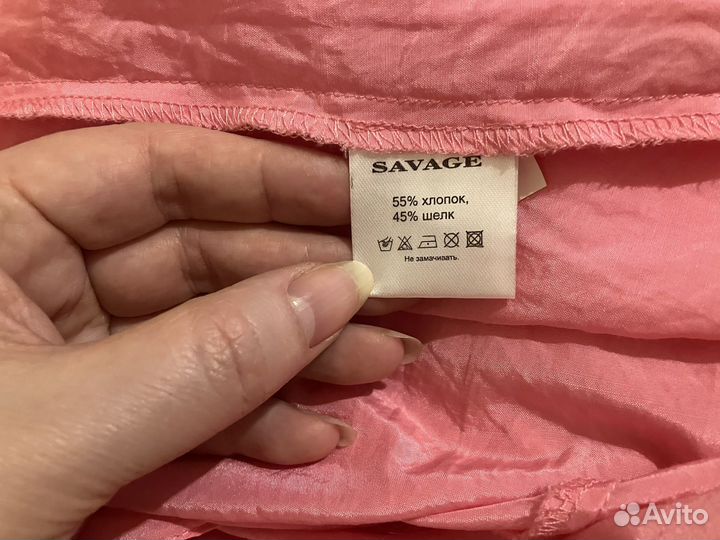 SAVAGE
55% хлопок,
45% шелк
Не замачивать.
Avito